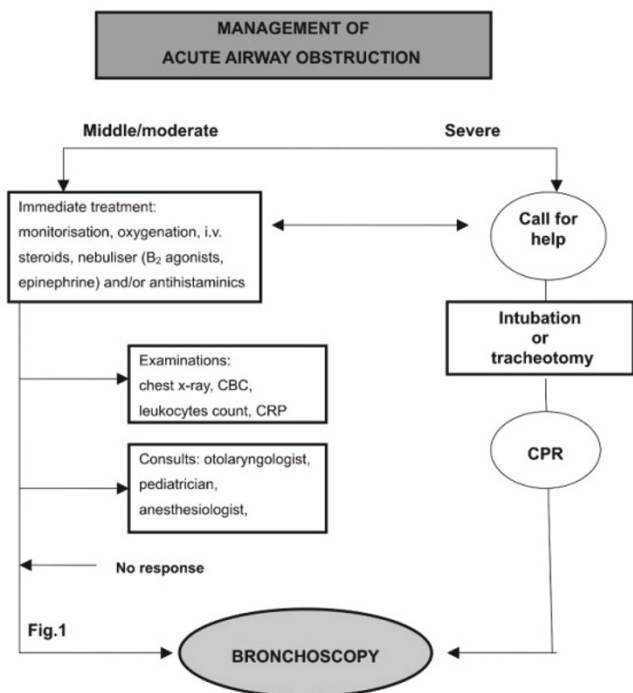 MANAGEMENT OF
ACUTE AIRWAY OBSTRUCTION
Middle/moderate
Severe
Immediate treatment:
monitorisation, oxygenation, i.v.
steroids, nebuliser (B₂ agonists,
epinephrine) and/or antihistaminics
Call for
help
Intubation
or
tracheotomy
Examinations:
chest x-ray, CBC,
leukocytes count, CRP
CPR
Consults: otolaryngologist,
pediatrician,
anesthesiologist,
No response
Fig.1
BRONCHOSCOPY